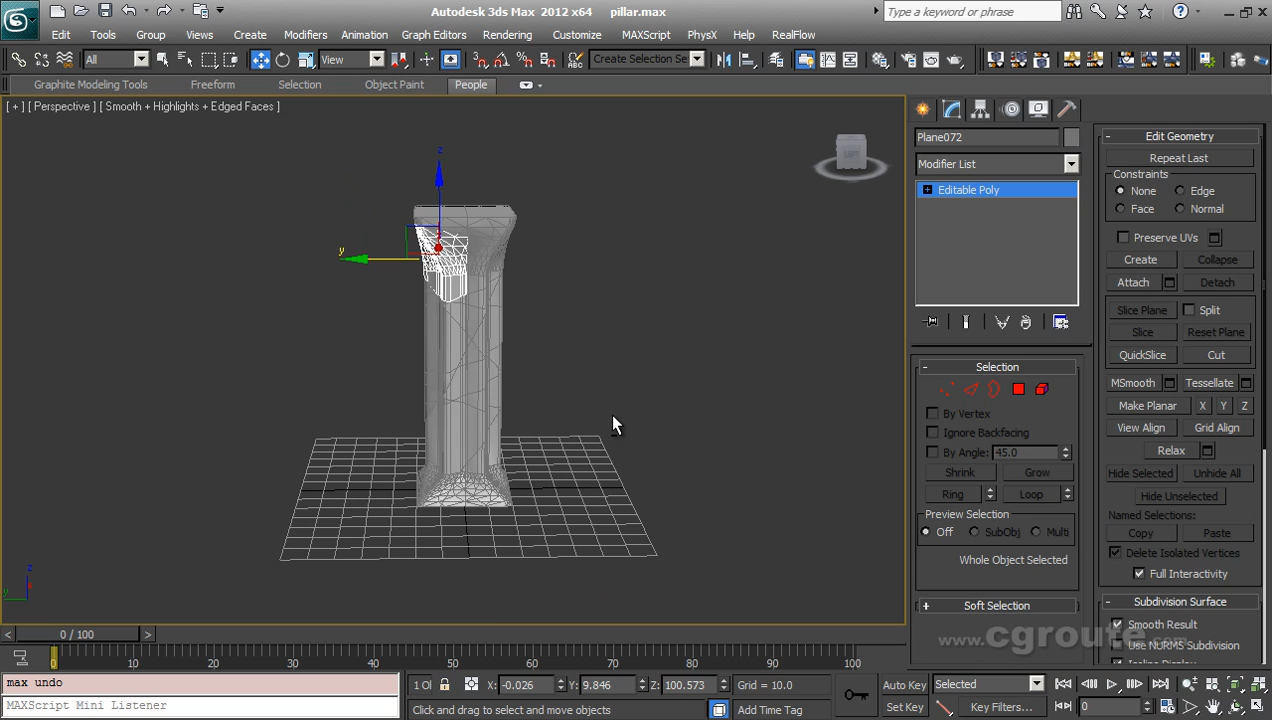 Autodesk 3ds Max 2012 x64 pillar.max
Type a keyword or phrase
Edit Tools Group Views Create Modifiers Animation Graph Editors Rendering Customize MAXScript PhysX Help RealFlow
All View Create Selection Se
Graphite Modeling Tools Freeform Selection Object Paint People
[ + ] [ Perspective ] [ Smooth + Highlights + Edged Faces ]
z
y
z
y
Plane072
Modifier List
Editable Poly
Selection
By Vertex
Ignore Backfacing
By Angle: 45.0
Shrink Grow
Ring Loop
Preview Selection
Off SubObj Multi
Whole Object Selected
Soft Selection
Edit Geometry
Repeat Last
Constraints
None Edge
Face Normal
Preserve UVs
Create Collapse
Attach Detach
Slice Plane Split
Slice Reset Plane
QuickSlice Cut
MSmooth Tessellate
Make Planar X Y Z
View Align Grid Align
Relax
Hide Selected Unhide All
Hide Unselected
Named Selections:
Copy Paste
Delete Isolated Vertices
Full Interactivity
Subdivision Surface
Smooth Result
Use NURMS Subdivision
Isoline Display
www.cgroute.com
< 0 / 100 >
0 10 20 30 40 50 60 70 80 90 100
max undo
MAXScript Mini Listener
1 Ol X: -0.026 Y: 9.846 Z: 100.573 Grid = 10.0
Click and drag to select and move objects Add Time Tag
Auto Key Selected
Set Key Key Filters... 0